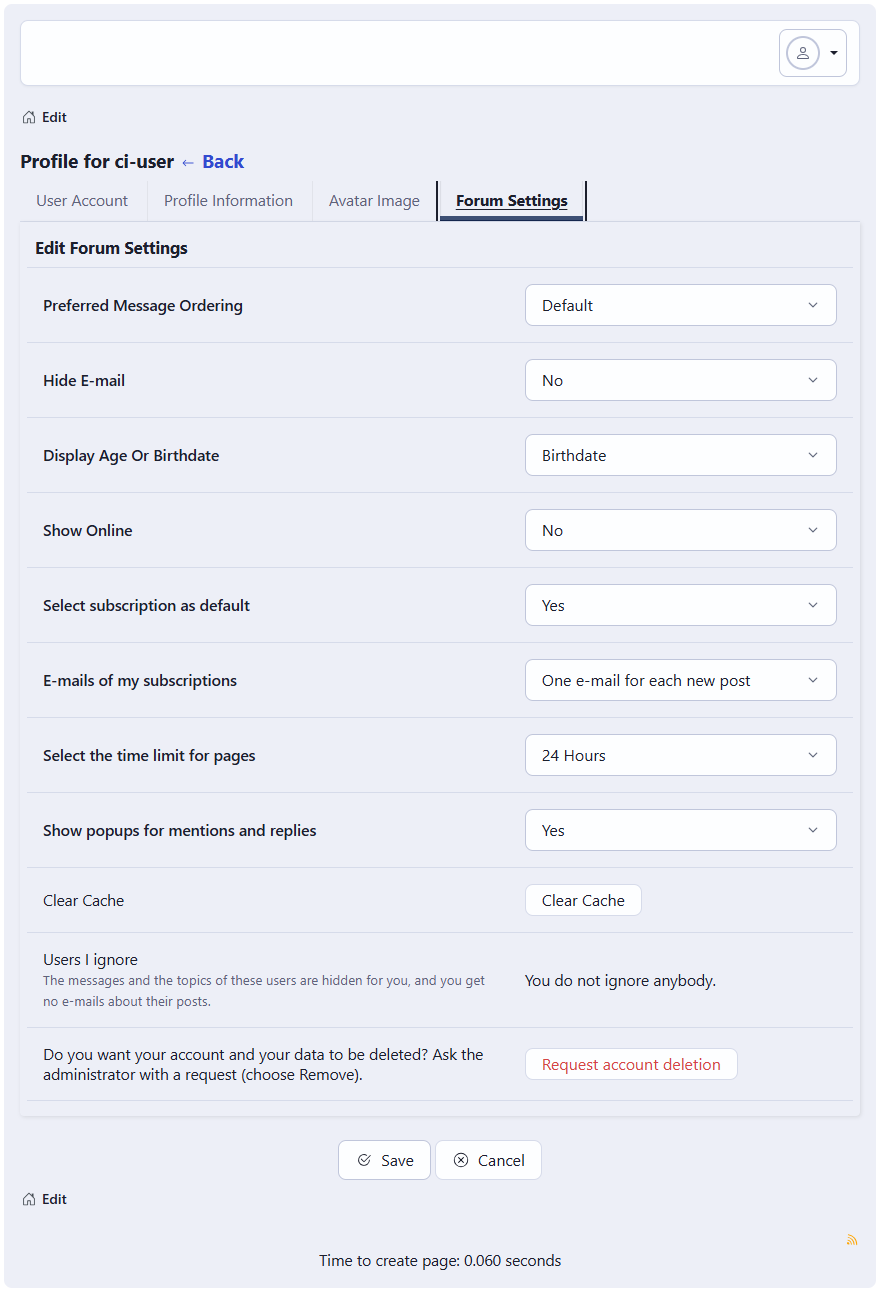 Edit
Profile for ci-user ← Back
User Account
Profile Information
Avatar Image
Forum Settings
Edit Forum Settings
Preferred Message Ordering
Default
Hide E-mail
No
Display Age Or Birthdate
Birthdate
Show Online
No
Select subscription as default
Yes
E-mails of my subscriptions
One e-mail for each new post
Select the time limit for pages
24 Hours
Show popups for mentions and replies
Yes
Clear Cache
Clear Cache
Users I ignore
The messages and the topics of these users are hidden for you, and you get
no e-mails about their posts.
You do not ignore anybody.
Do you want your account and your data to be deleted? Ask the
administrator with a request (choose Remove).
Request account deletion
Save
Cancel
Edit
Time to create page: 0.060 seconds